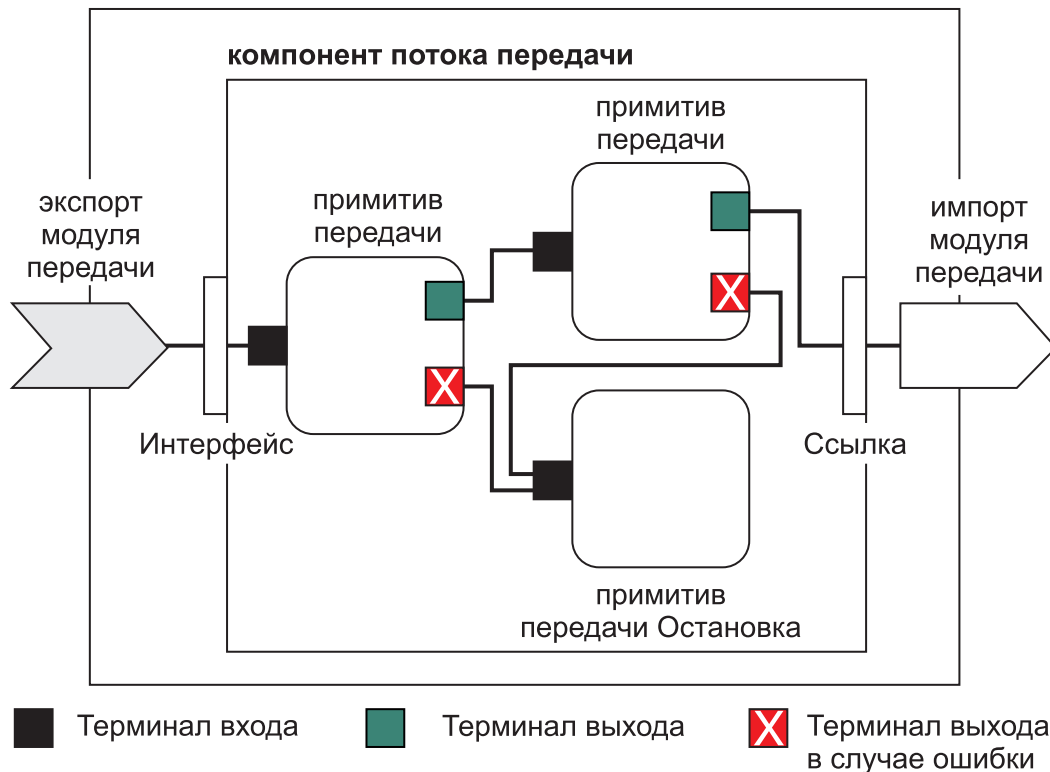 компонент потока передачи
примитив
передачи
экспорт
модуля
передачи
примитив
передачи
импорт
модуля
передачи
Интерфейс
Ссылка
примитив
передачи Остановка
X
X
Терминал входа
Терминал выхода
X
Терминал выхода
в случае ошибки